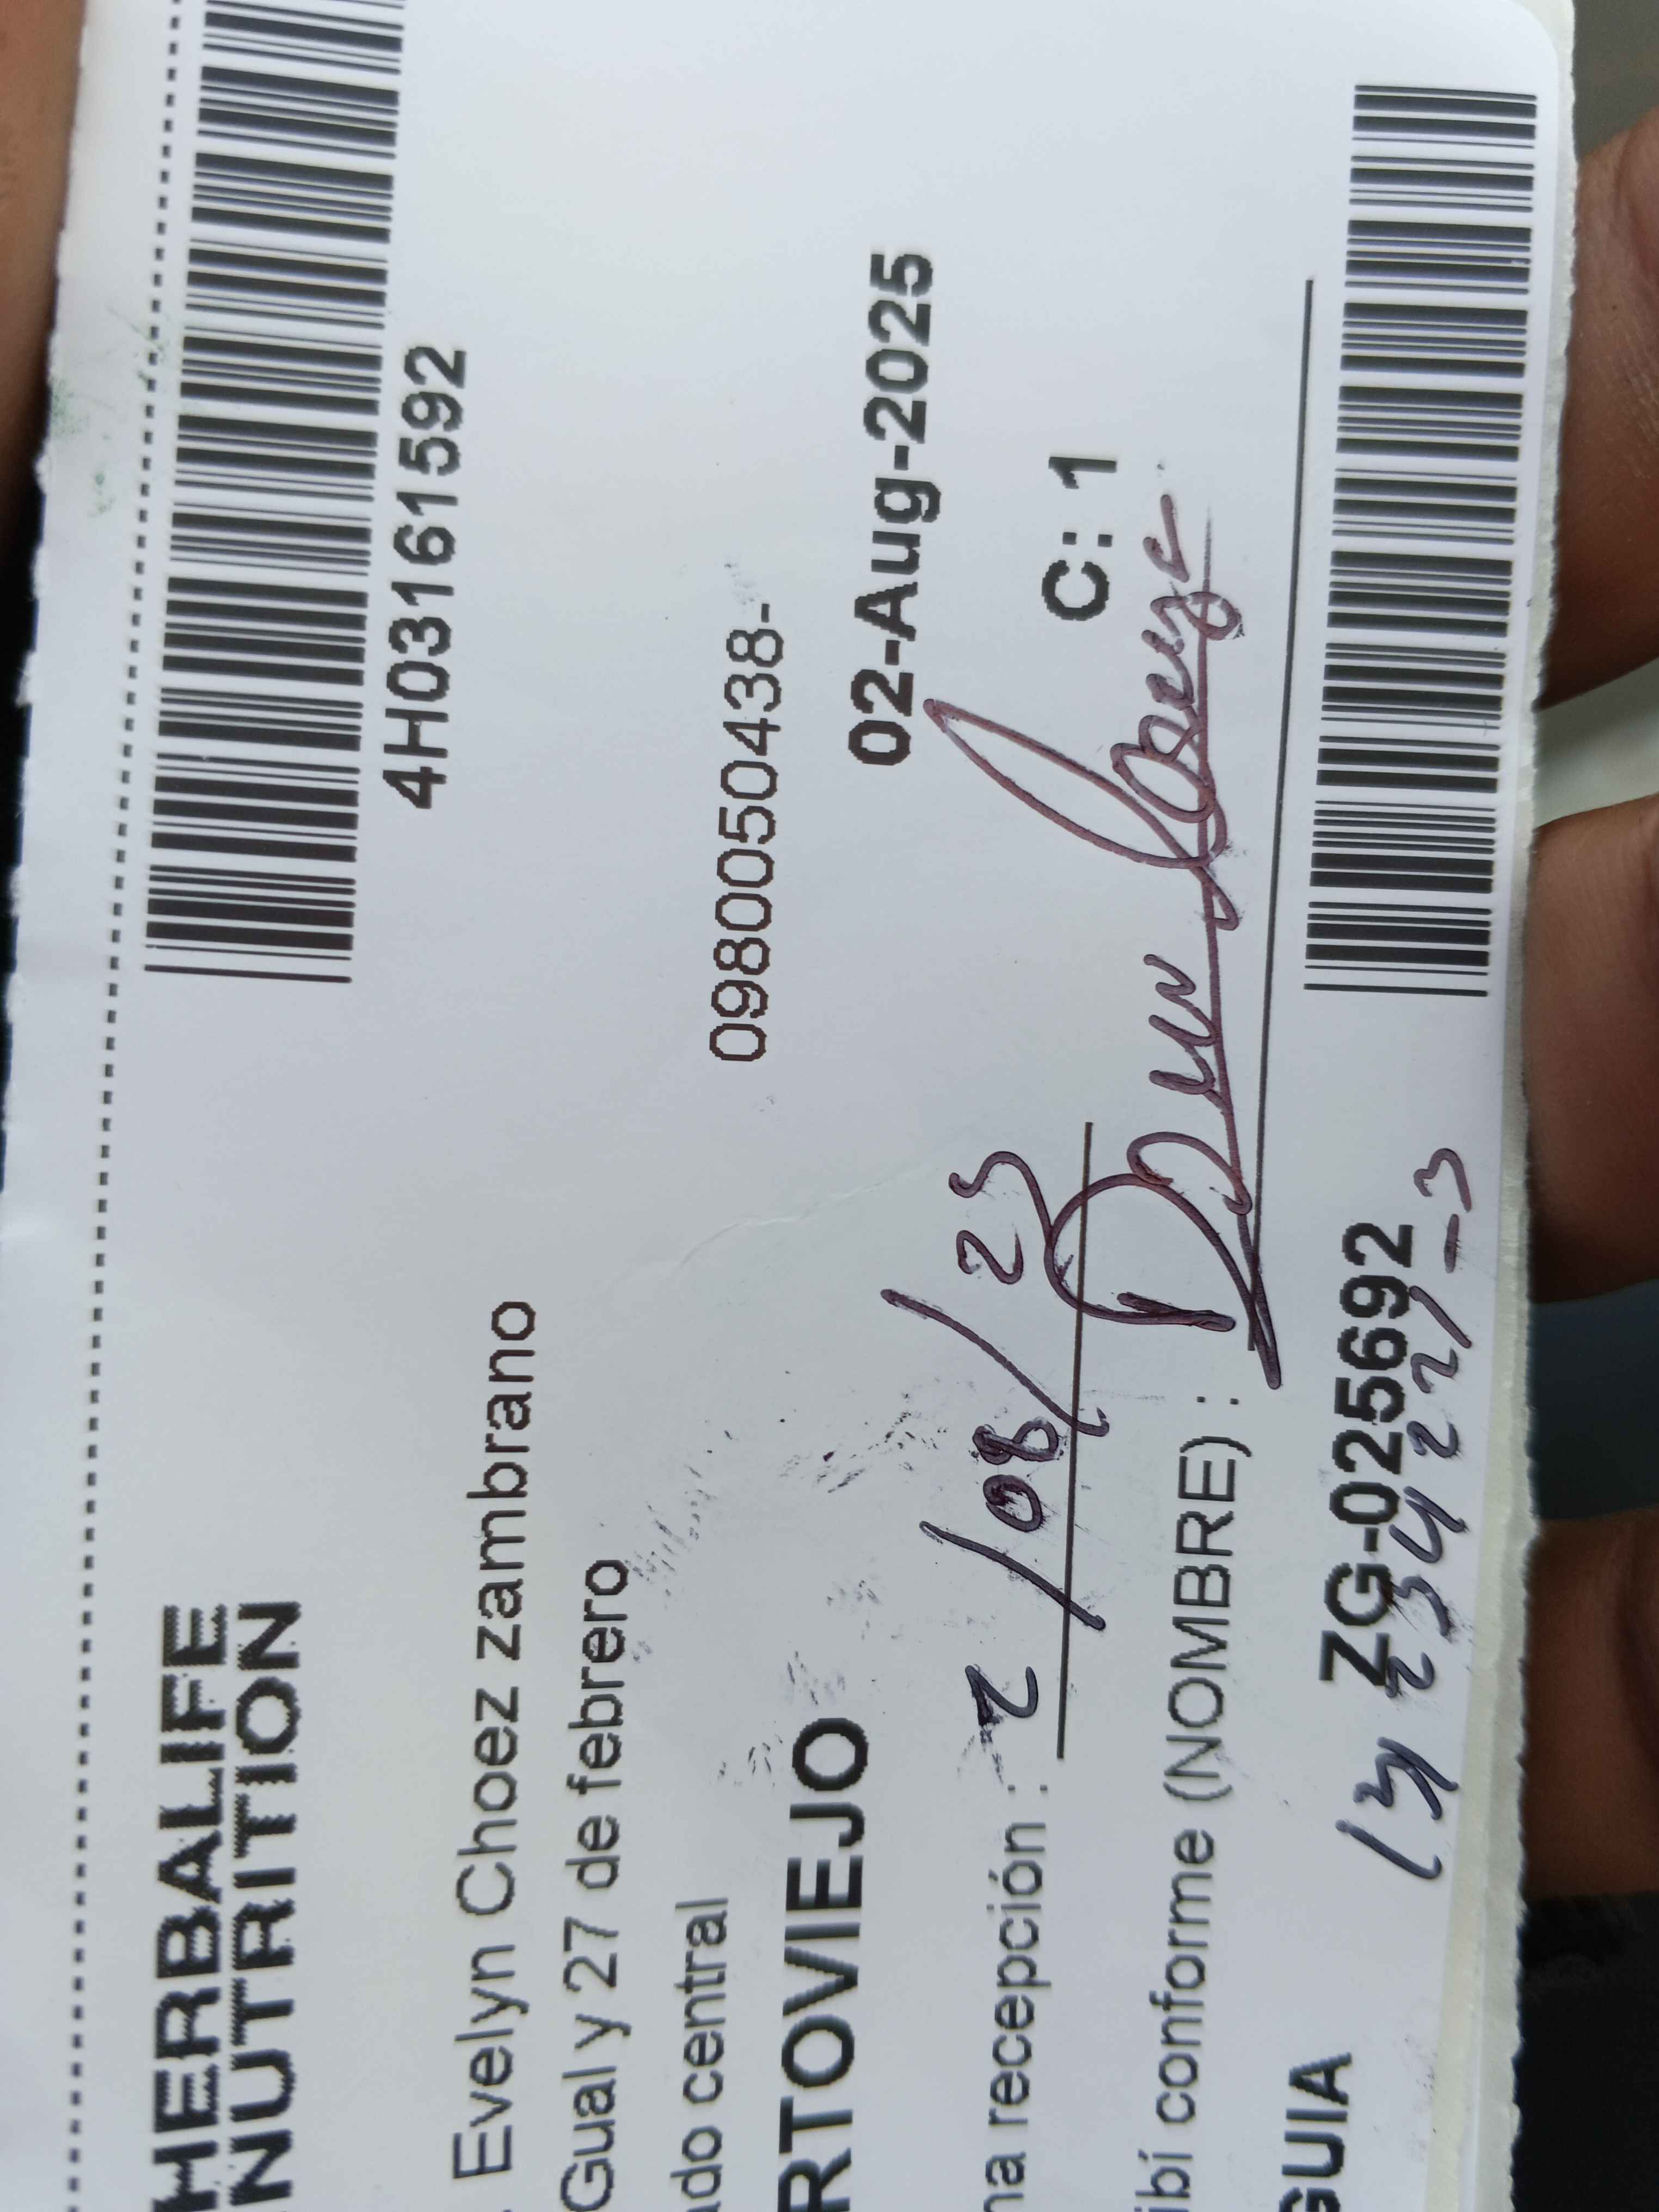 HERBALIFE
NUTRITION
4H03161592
Evelyn Choez zambrano
Gual y 27 de febrero
ado central
0980050438-
RTOVIEJO
02-Aug-2025
na recepción : 2 / 08 / 25
C: 1
ibí conforme (NOMBRE) :
GUIA ZG-025692